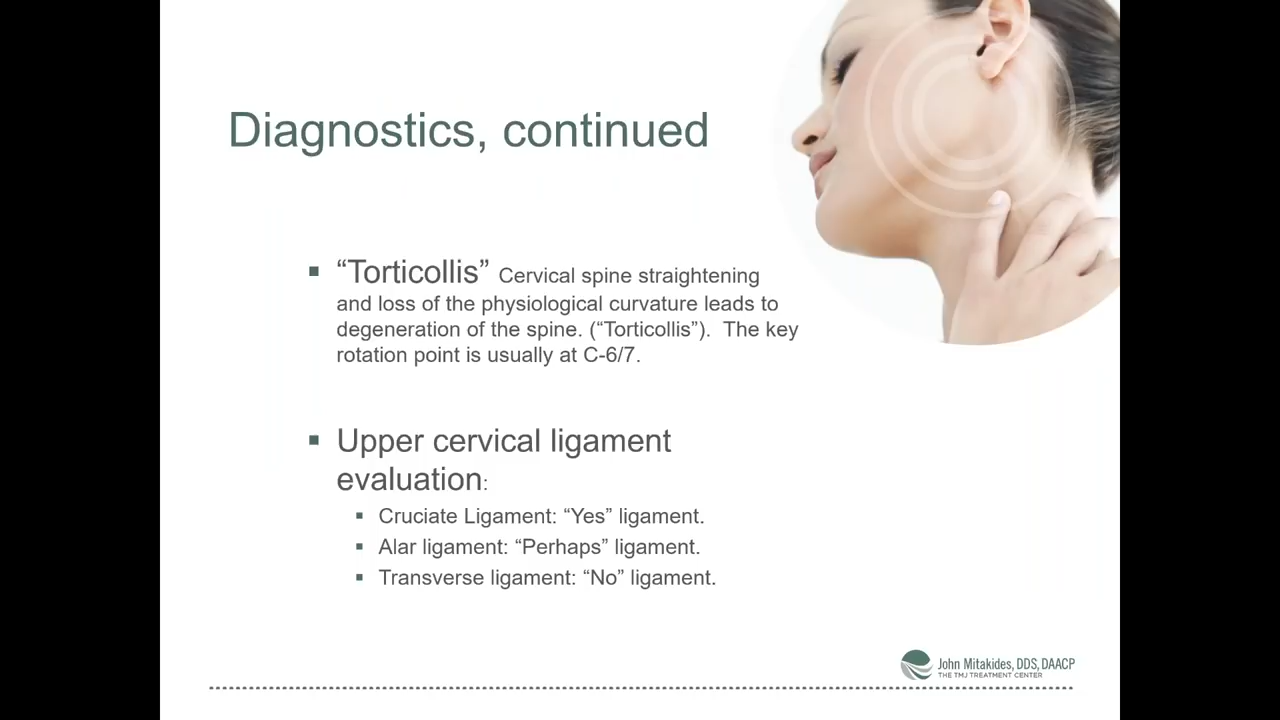 Diagnostics, continued
“Torticollis” Cervical spine straightening
and loss of the physiological curvature leads to
degeneration of the spine. (“Torticollis”).  The key
rotation point is usually at C-6/7.
Upper cervical ligament
evaluation:
Cruciate Ligament: “Yes” ligament.
Alar ligament: “Perhaps” ligament.
Transverse ligament: “No” ligament.
John Mitakides, DDS, DAACP
THE TMJ TREATMENT CENTER